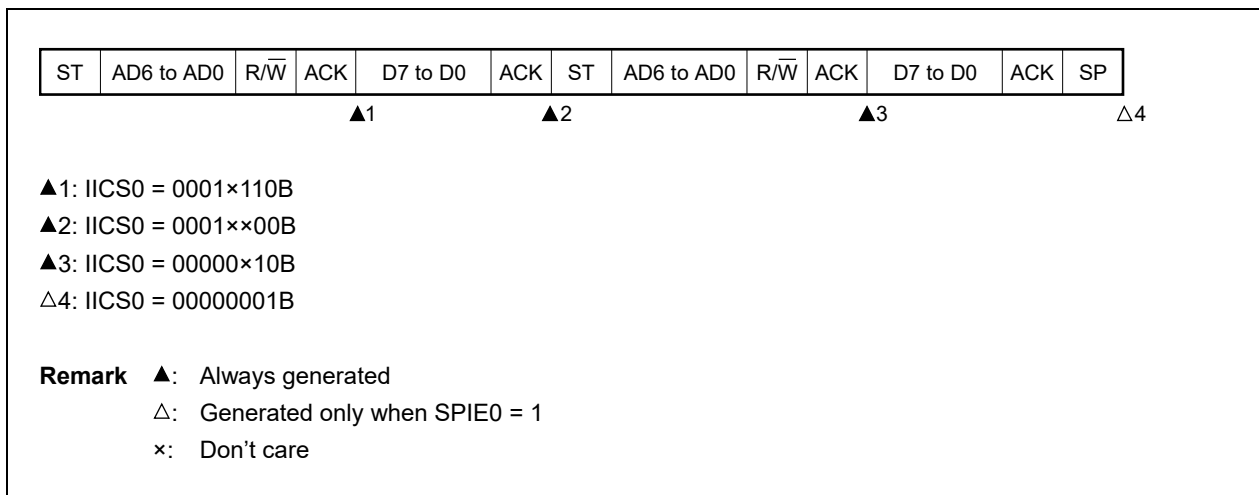 ST AD6 to AD0 R/W̅ ACK D7 to D0 ACK ST AD6 to AD0 R/W̅ ACK D7 to D0 ACK SP
▲1 ▲2 ▲3 △4
▲1: IICS0 = 0001×110B
▲2: IICS0 = 0001××00B
▲3: IICS0 = 00000×10B
△4: IICS0 = 00000001B
Remark ▲: Always generated
△: Generated only when SPIE0 = 1
×: Don't care